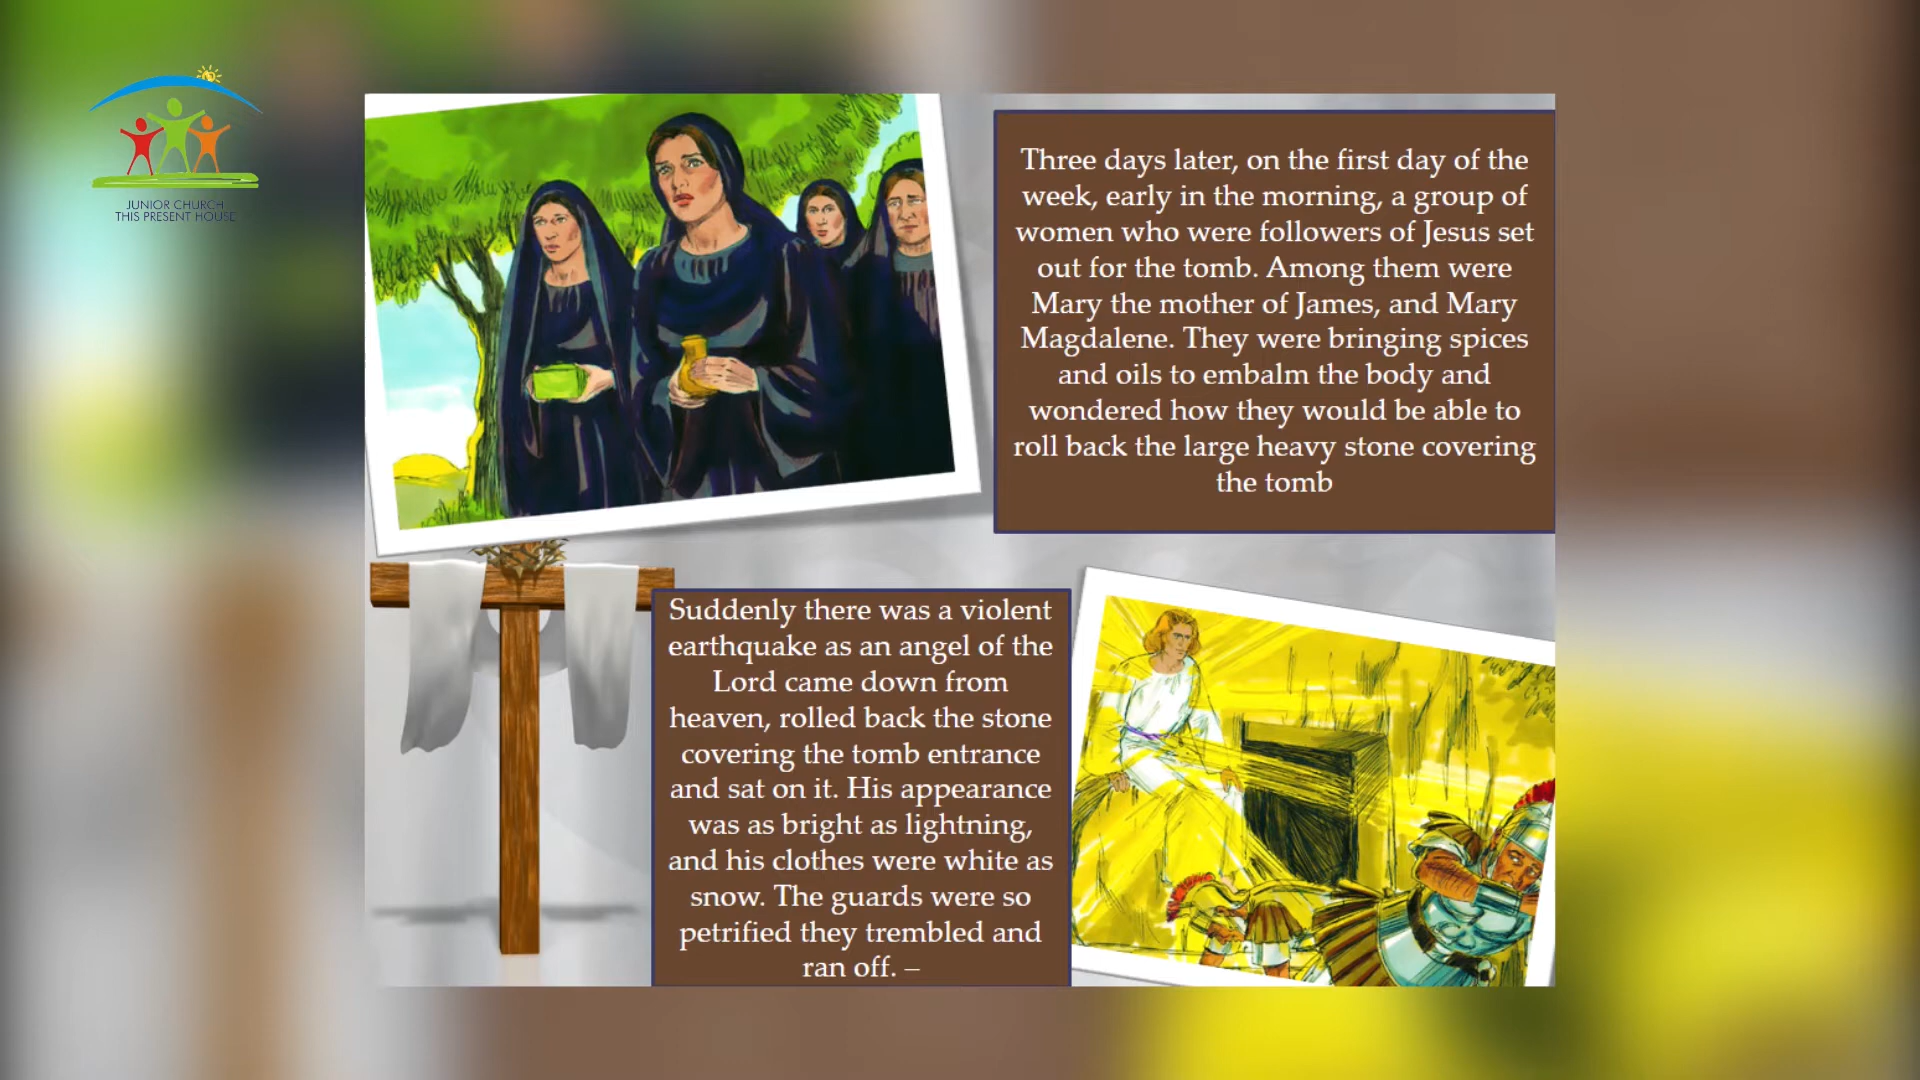 JUNIOR CHURCH
THIS PRESENT HOUSE
Three days later, on the first day of the
week, early in the morning, a group of
women who were followers of Jesus set
out for the tomb. Among them were
Mary the mother of James, and Mary
Magdalene. They were bringing spices
and oils to embalm the body and
wondered how they would be able to
roll back the large heavy stone covering
the tomb
Suddenly there was a violent
earthquake as an angel of the
Lord came down from
heaven, rolled back the stone
covering the tomb entrance
and sat on it. His appearance
was as bright as lightning,
and his clothes were white as
snow. The guards were so
petrified they trembled and
ran off. –